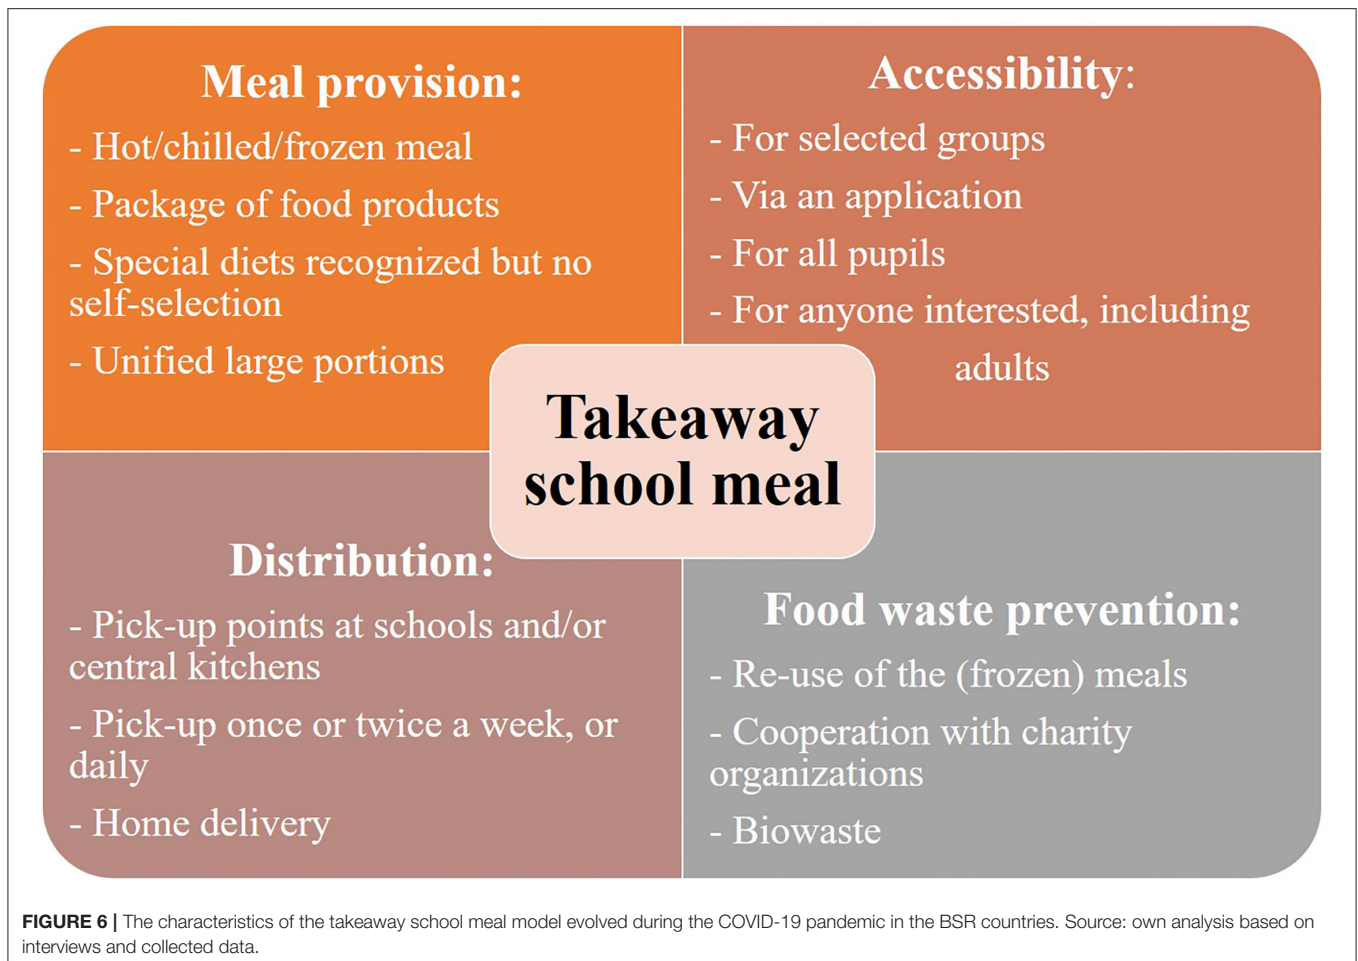 Meal provision:
- Hot/chilled/frozen meal
- Package of food products
- Special diets recognized but no
self-selection
- Unified large portions
Accessibility:
- For selected groups
- Via an application
- For all pupils
- For anyone interested, including
adults
Takeaway
school meal
Distribution:
- Pick-up points at schools and/or
central kitchens
- Pick-up once or twice a week, or
daily
- Home delivery
Food waste prevention:
- Re-use of the (frozen) meals
- Cooperation with charity
organizations
- Biowaste
FIGURE 6 | The characteristics of the takeaway school meal model evolved during the COVID-19 pandemic in the BSR countries. Source: own analysis based on
interviews and collected data.